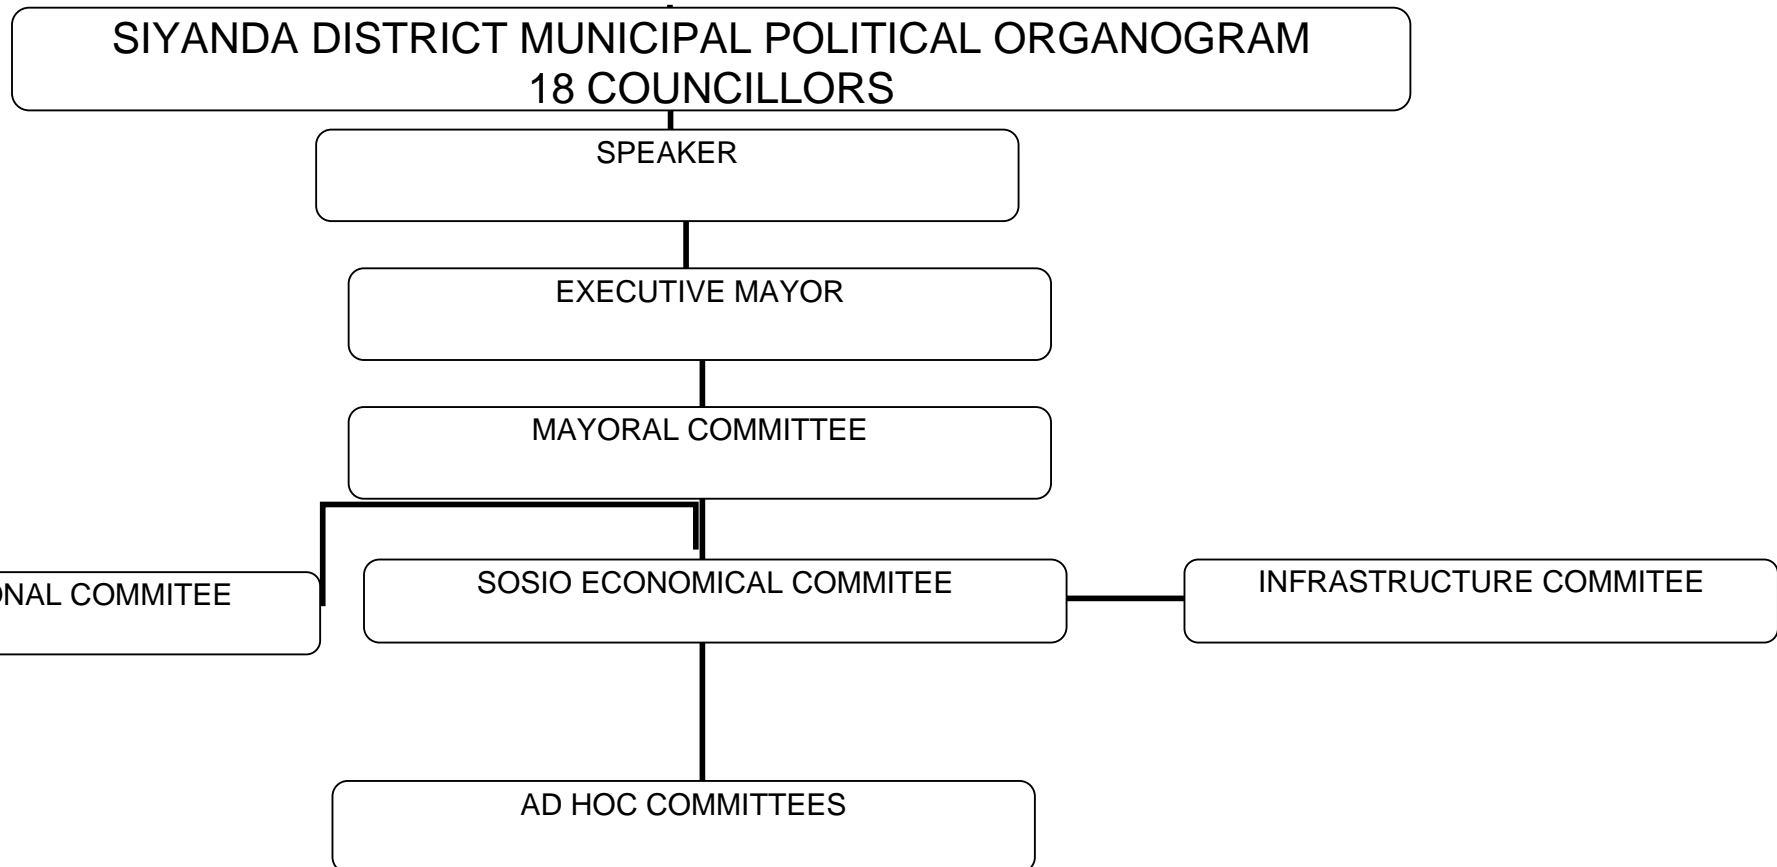 SIYANDA DISTRICT MUNICIPAL POLITICAL ORGANOGRAM
18 COUNCILLORS
SPEAKER
EXECUTIVE MAYOR
MAYORAL COMMITTEE
COMMITEE
SOSIO ECONOMICAL COMMITEE
INFRASTRUCTURE COMMITEE
AD HOC COMMITTEES